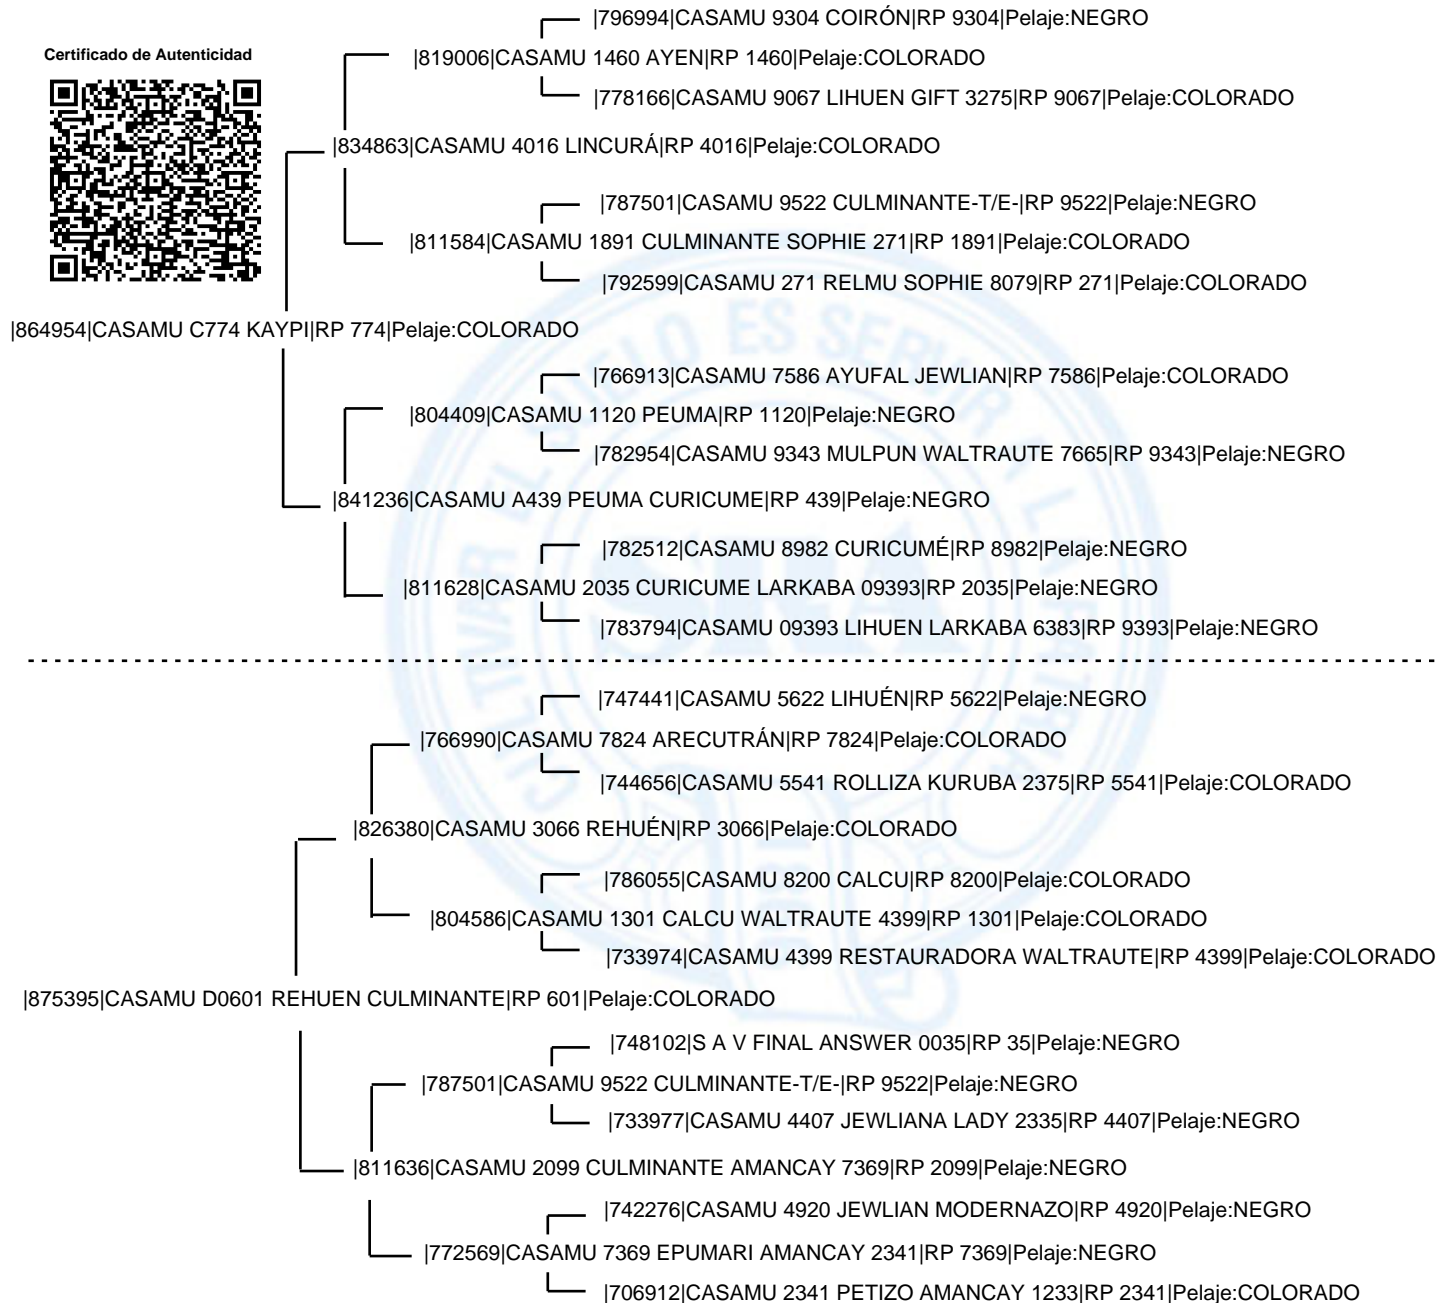 |796994|CASAMU 9304 COIRÓN|RP 9304|Pelaje:NEGRO
Certificado de Autenticidad
|819006|CASAMU 1460 AYEN|RP 1460|Pelaje:COLORADO
|778166|CASAMU 9067 LIHUEN GIFT 3275|RP 9067|Pelaje:COLORADO
|834863|CASAMU 4016 LINCURÁ|RP 4016|Pelaje:COLORADO
|787501|CASAMU 9522 CULMINANTE-T/E-|RP 9522|Pelaje:NEGRO
|811584|CASAMU 1891 CULMINANTE SOPHIE 271|RP 1891|Pelaje:COLORADO
|792599|CASAMU 271 RELMU SOPHIE 8079|RP 271|Pelaje:COLORADO
|864954|CASAMU C774 KAYPI|RP 774|Pelaje:COLORADO
|766913|CASAMU 7586 AYUFAL JEWLIAN|RP 7586|Pelaje:COLORADO
|804409|CASAMU 1120 PEUMA|RP 1120|Pelaje:NEGRO
|782954|CASAMU 9343 MULPUN WALTRAUTE 7665|RP 9343|Pelaje:NEGRO
|841236|CASAMU A439 PEUMA CURICUME|RP 439|Pelaje:NEGRO
|782512|CASAMU 8982 CURICUMÉ|RP 8982|Pelaje:NEGRO
|811628|CASAMU 2035 CURICUME LARKABA 09393|RP 2035|Pelaje:NEGRO
|783794|CASAMU 09393 LIHUEN LARKABA 6383|RP 9393|Pelaje:NEGRO
|747441|CASAMU 5622 LIHUÉN|RP 5622|Pelaje:NEGRO
|766990|CASAMU 7824 ARECUTRÁN|RP 7824|Pelaje:COLORADO
|744656|CASAMU 5541 ROLLIZA KURUBA 2375|RP 5541|Pelaje:COLORADO
|826380|CASAMU 3066 REHUÉN|RP 3066|Pelaje:COLORADO
|786055|CASAMU 8200 CALCU|RP 8200|Pelaje:COLORADO
|804586|CASAMU 1301 CALCU WALTRAUTE 4399|RP 1301|Pelaje:COLORADO
|733974|CASAMU 4399 RESTAURADORA WALTRAUTE|RP 4399|Pelaje:COLORADO
|875395|CASAMU D0601 REHUEN CULMINANTE|RP 601|Pelaje:COLORADO
|748102|S A V FINAL ANSWER 0035|RP 35|Pelaje:NEGRO
|787501|CASAMU 9522 CULMINANTE-T/E-|RP 9522|Pelaje:NEGRO
|733977|CASAMU 4407 JEWLIANA LADY 2335|RP 4407|Pelaje:NEGRO
|811636|CASAMU 2099 CULMINANTE AMANCAY 7369|RP 2099|Pelaje:NEGRO
|742276|CASAMU 4920 JEWLIAN MODERNAZO|RP 4920|Pelaje:NEGRO
|772569|CASAMU 7369 EPUMARI AMANCAY 2341|RP 7369|Pelaje:NEGRO
|706912|CASAMU 2341 PETIZO AMANCAY 1233|RP 2341|Pelaje:COLORADO
CULTIVAR EL SUELO ES SERVIR A LA PATRIA
SRA
1866